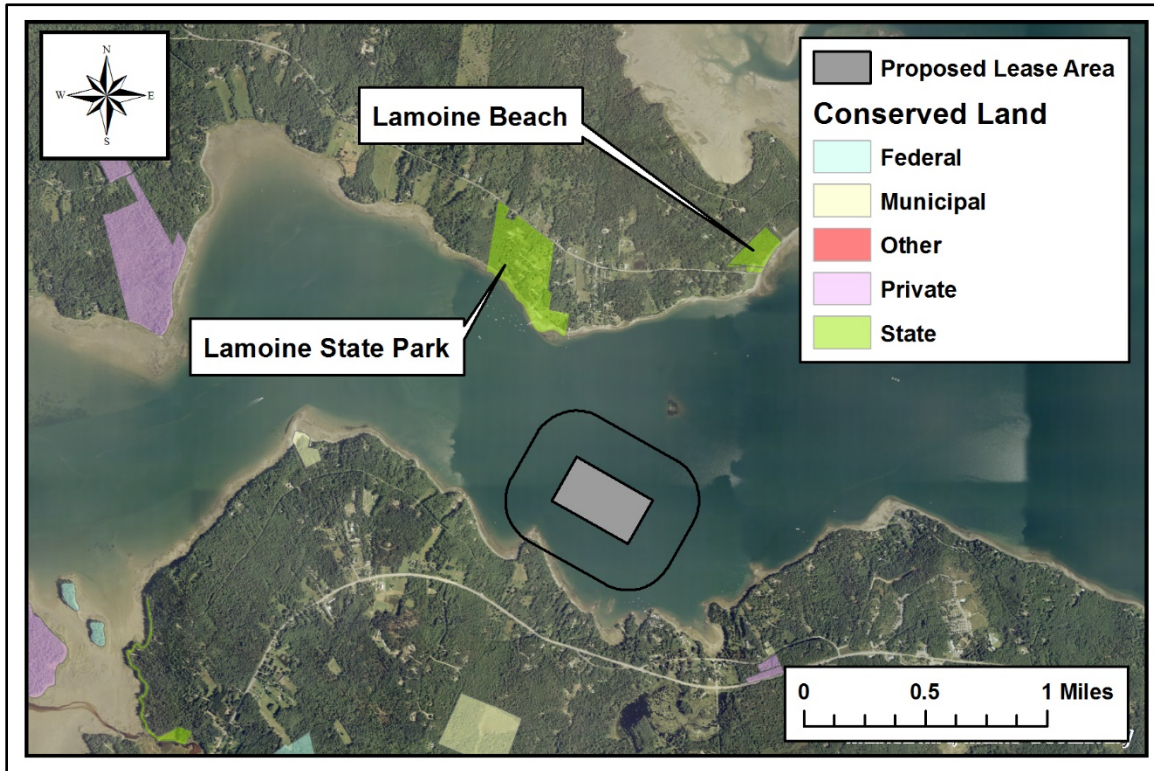 N
W
E
S
Lamoine Beach
Lamoine State Park
Proposed Lease Area
Conserved Land
Federal
Municipal
Other
Private
State
0 0.5 1 Miles